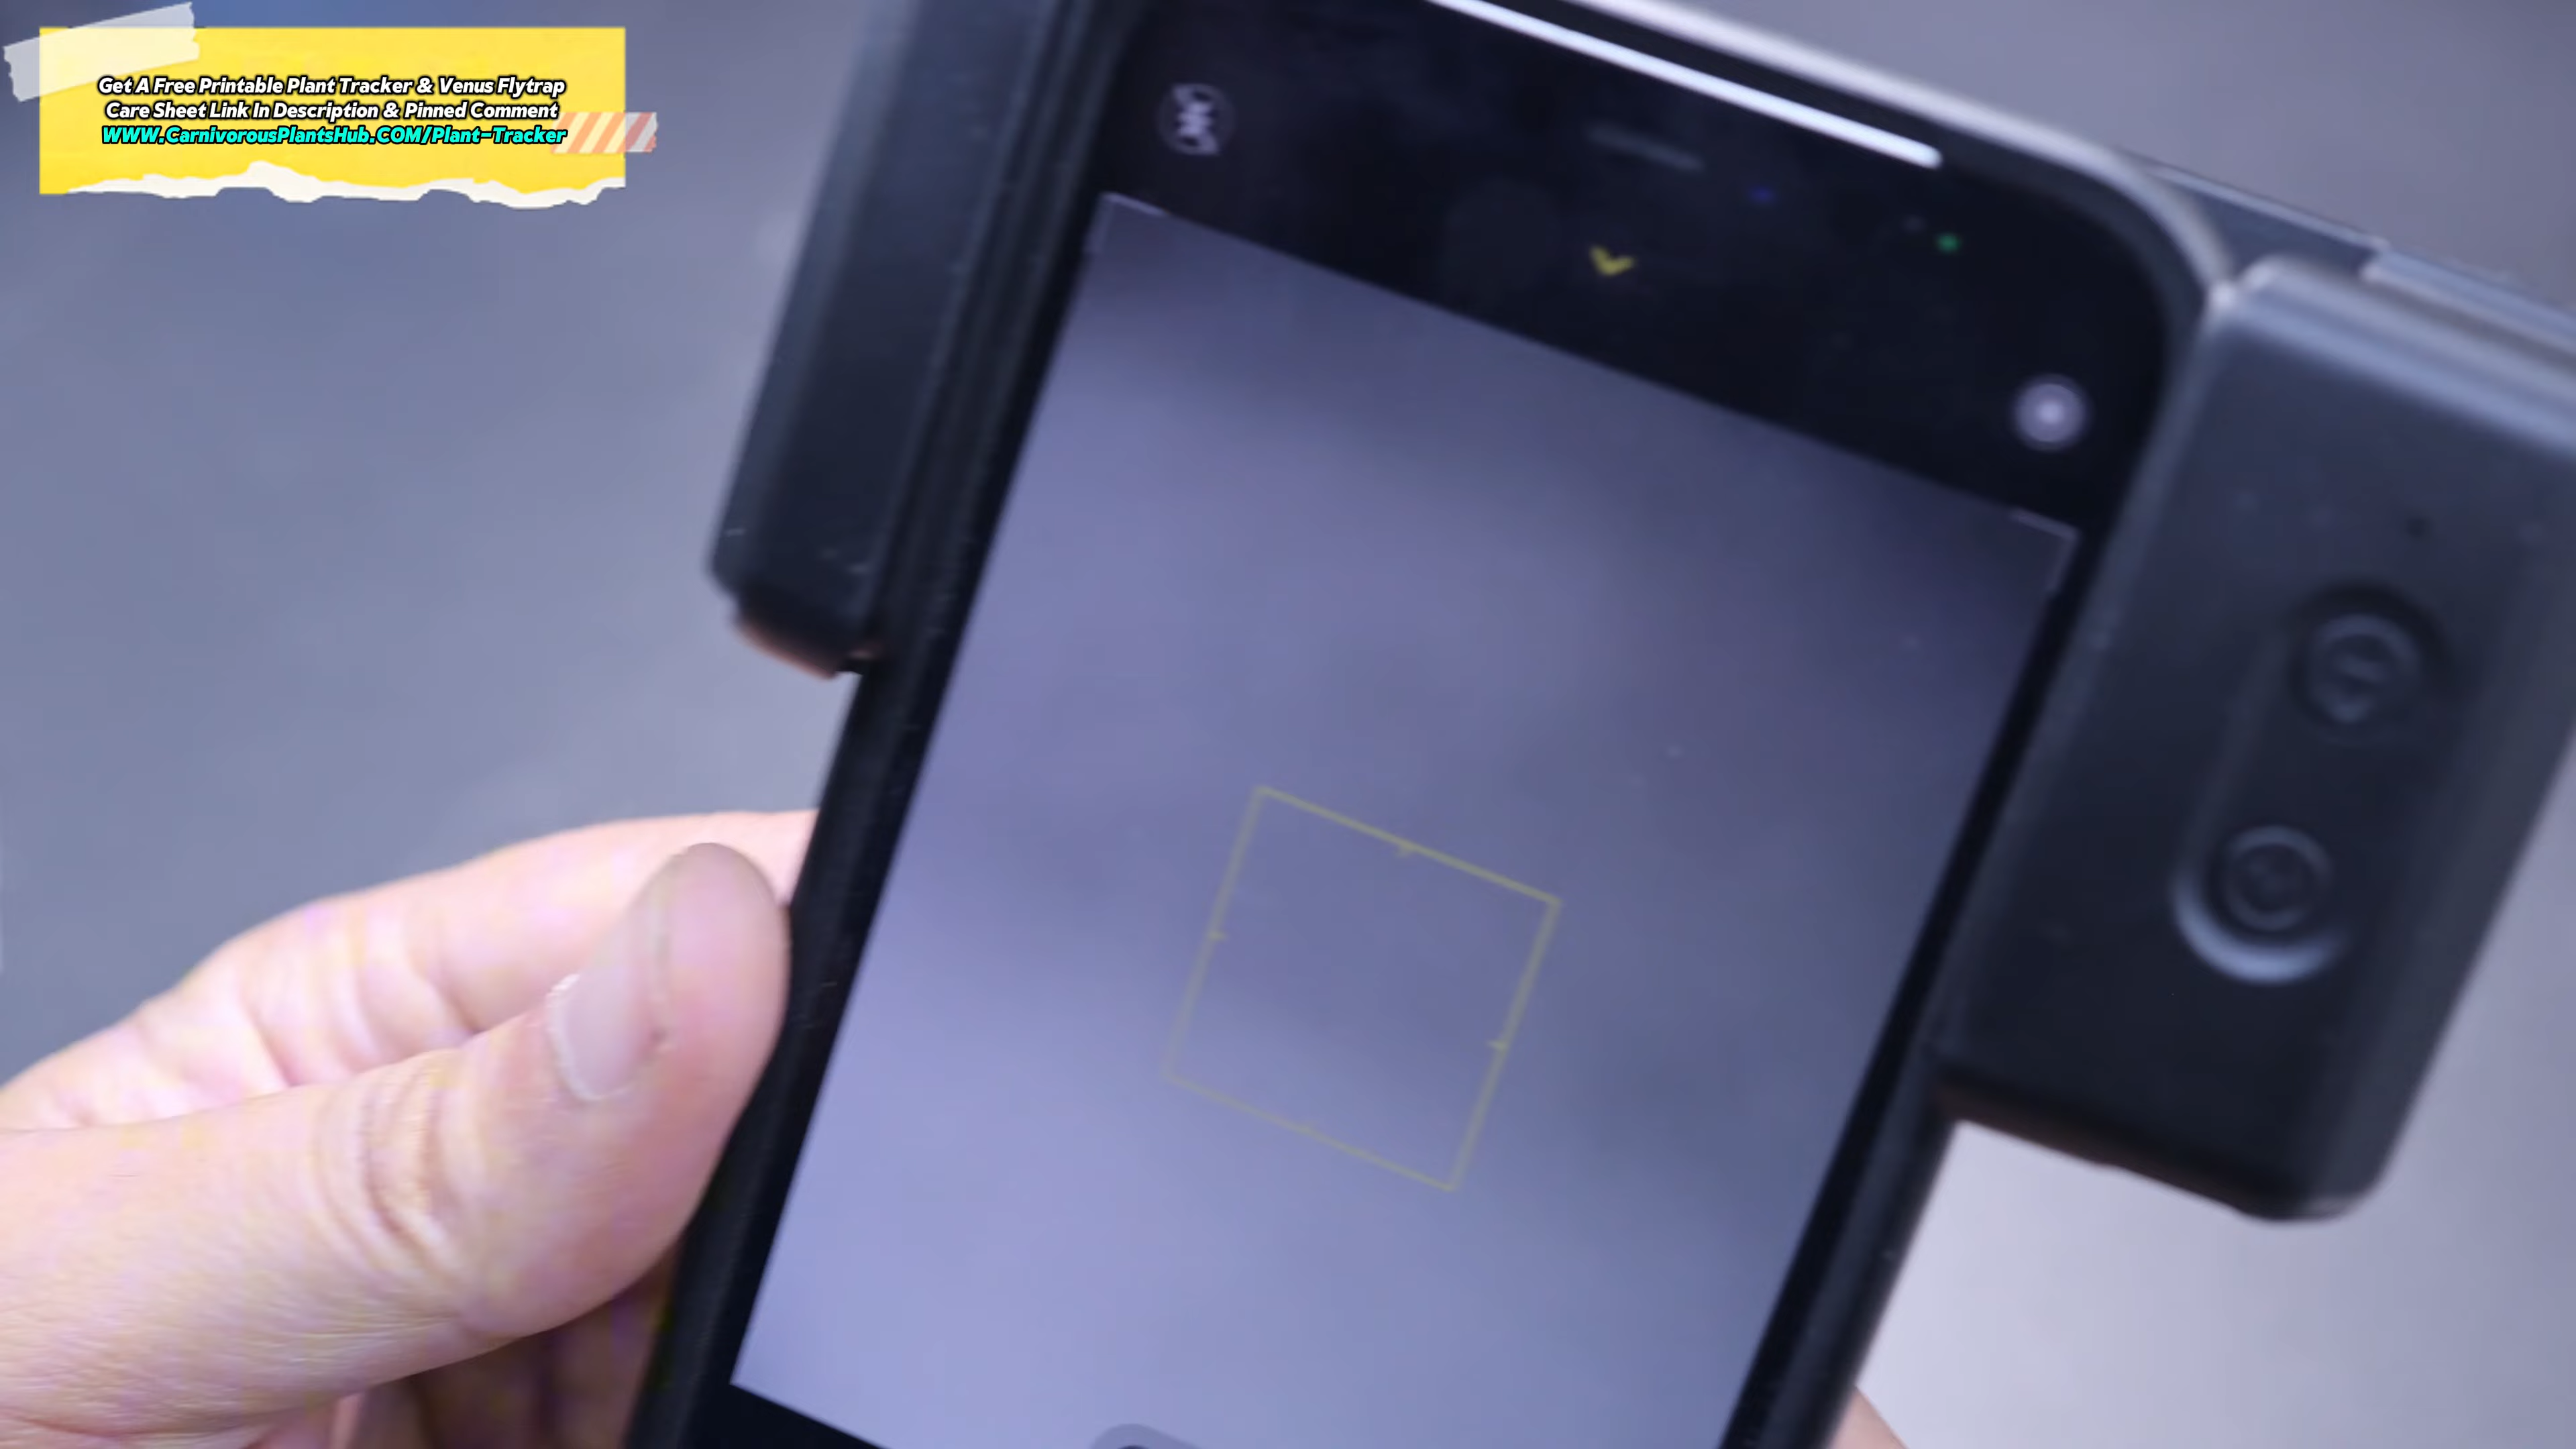 Get A Free Printable Plant Tracker & Venus Flytrap
Care Sheet Link In Description & Pinned Comment
WWW.CarnivorousPlantsHub.COM/Plant-Tracker